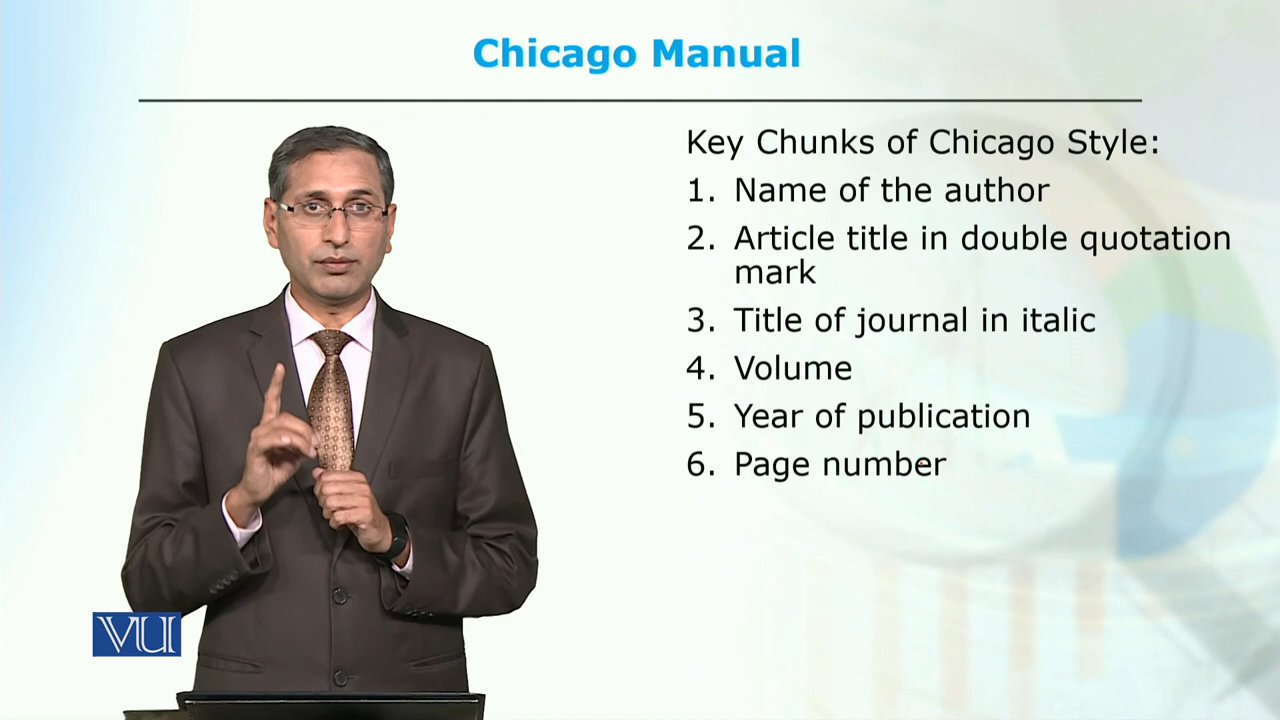 Chicago Manual
Key Chunks of Chicago Style:
1. Name of the author
2. Article title in double quotation
mark
3. Title of journal in italic
4. Volume
5. Year of publication
6. Page number
VU